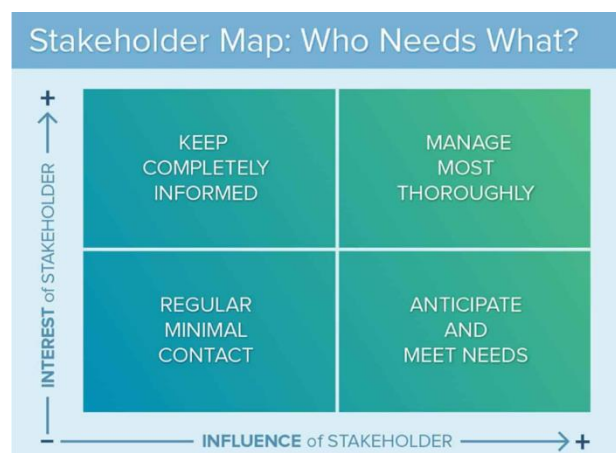 Stakeholder Map: Who Needs What?
+
KEEP
COMPLETELY
INFORMED
MANAGE
MOST
THOROUGHLY
INTEREST of STAKEHOLDER
REGULAR
MINIMAL
CONTACT
ANTICIPATE
AND
MEET NEEDS
–
INFLUENCE of STAKEHOLDER
+